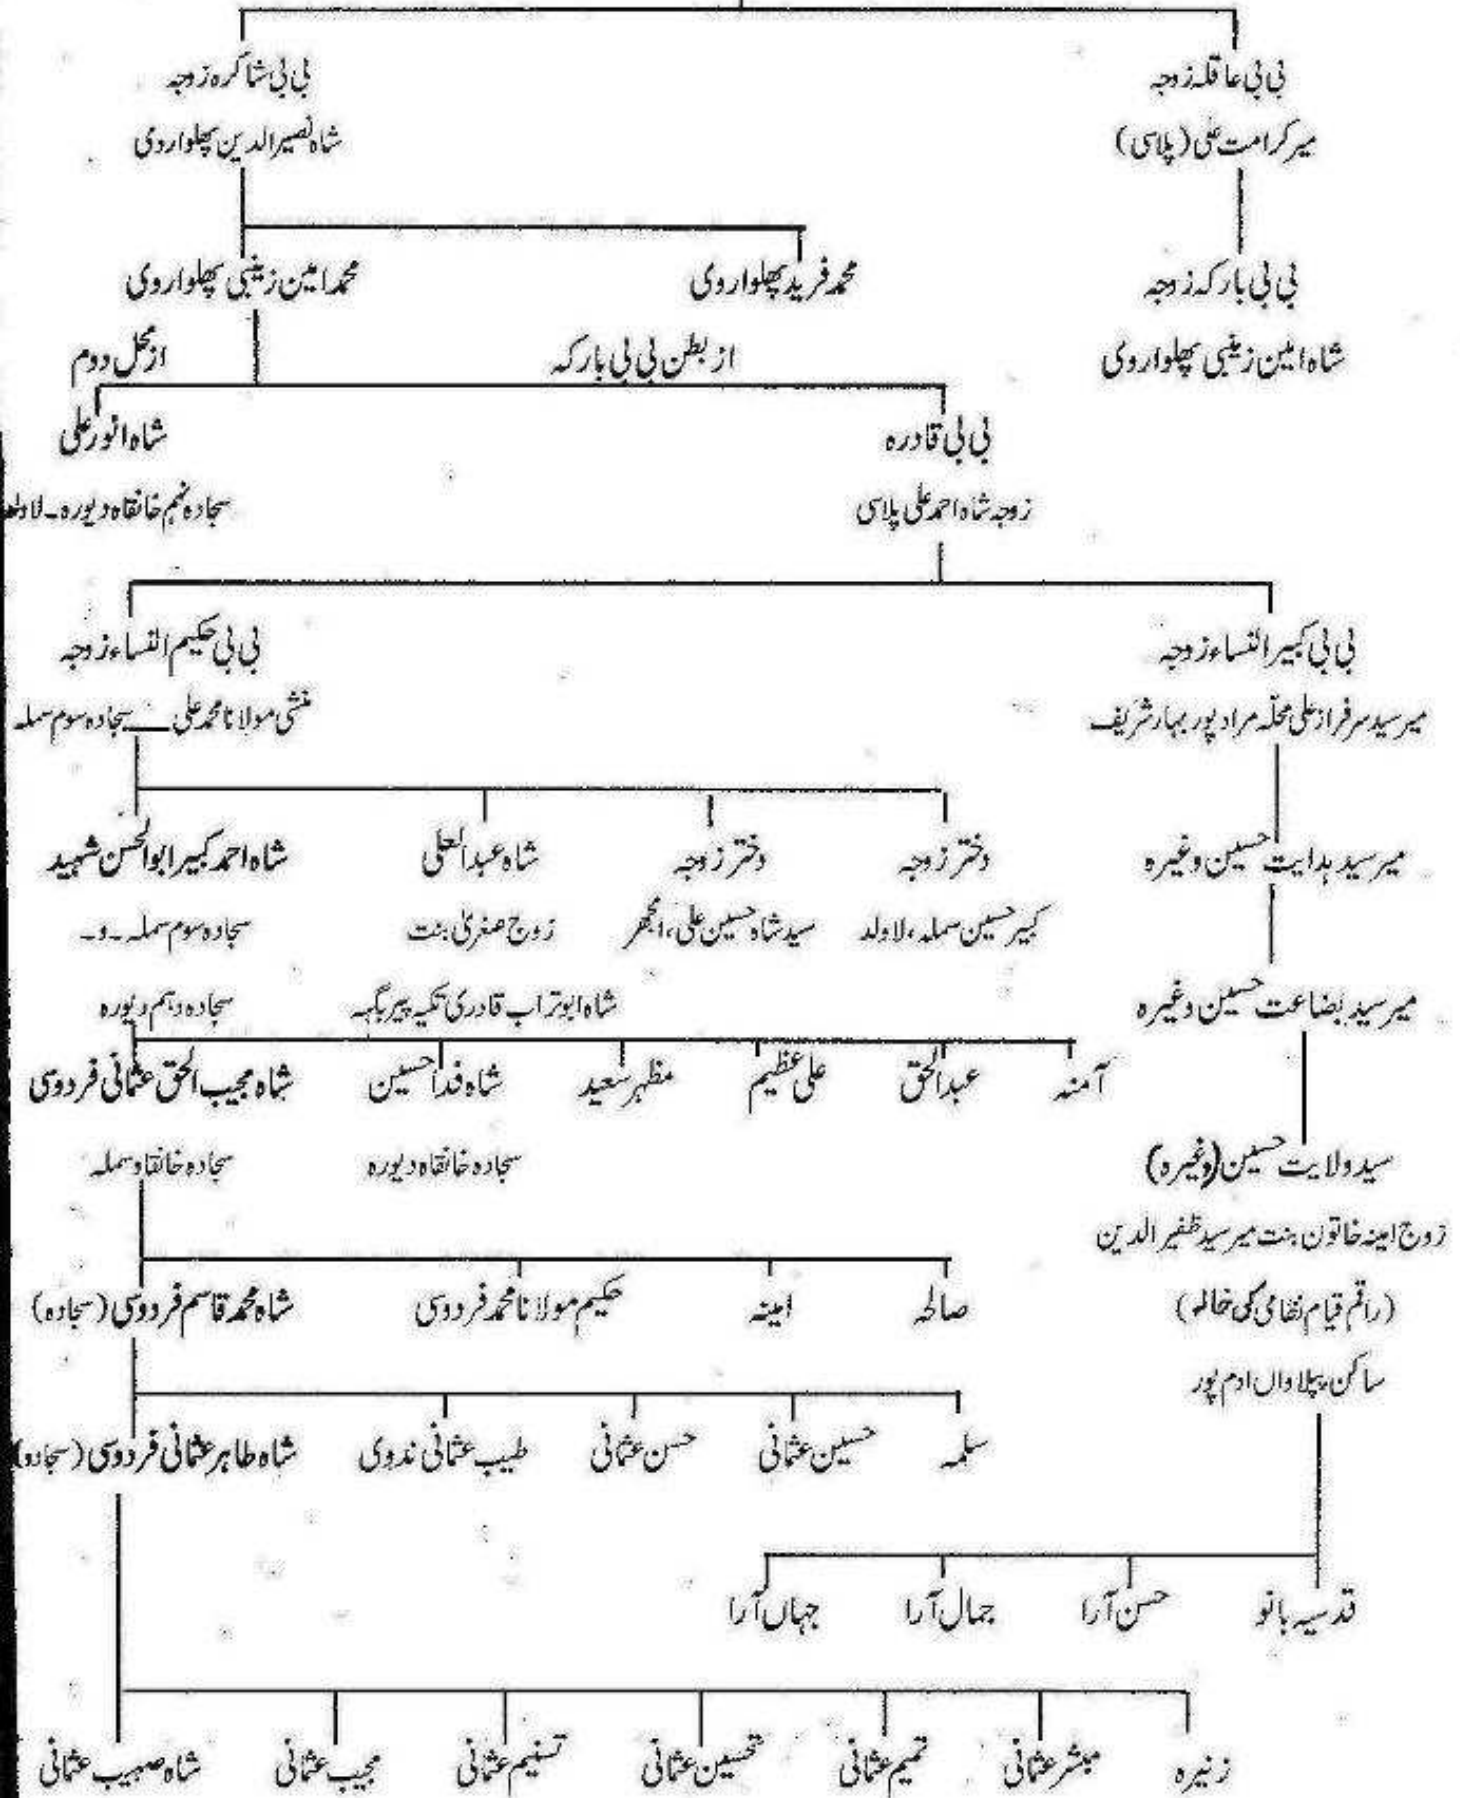 بی بی عاقلہ زوجہ
بی بی شاکرہ زوجہ
میر کرامت علی (پلاسی)
شاہ نصیرالدین پھلواروی
بی بی بارکہ زوجہ
محمد فرید پھلواروی
محمد امین زینبی پھلواروی
شاہ امین زینبی پھلواروی
از بطن بی بی بارکہ
از محل دوم
بی بی قادرہ
شاہ انور علی
زوجہ شاہ احمد علی پلاسی
سجادہ نہم خانقاہ دیورہ۔ لاولد
بی بی کبیر النساء زوجہ
بی بی حکیم النساء زوجہ
میر سید سرفراز علی محلہ مراد پور بہار شریف
منشی مولانا محمد علی ــــ سجادہ سوم سملہ
میر سید ہدایت حسین وغیرہ
دختر زوجہ
دختر زوجہ
شاہ عبدالعلی
شاہ احمد کبیر ابوالحسن شہید
کبیر حسین سملہ، لاولد
سید شاہ حسین علی، امجھر
زوج صغریٰ بنت
سجادہ سوم سملہ۔و۔
میر سید بضاعت حسین وغیرہ
شاہ ابوتراب قادری تکیہ پیر بگہہ
سجادہ دہم دیورہ
آمنہ
عبدالحق
علی عظیم
مظہر سعید
شاہ فدا حسین
شاہ مجیب الحق عثمانی فردوسی
سید ولایت حسین (وغیرہ)
سجادہ خانقاہ دیورہ
سجادہ خانقاہ سملہ
زوج امینہ خاتون بنت میر سید ظفیر الدین
صالحہ
امینہ
حکیم مولانا محمد فردوسی
شاہ محمد قاسم فردوسی (سجادہ)
(راقم قیام نظامی کی خالہ)
ساکن پپلاواں ادم پور
سلمہ
حسین عثمانی
حسن عثمانی
طیب عثمانی ندوی
شاہ طاہر عثمانی فردوسی (سجادہ)
قدسیہ بانو
حسن آرا
جمال آرا
جہاں آرا
زنیرہ
مبشر عثمانی
تمیم عثمانی
تحسین عثمانی
تسنیم عثمانی
مجیب عثمانی
شاہ صہیب عثمانی